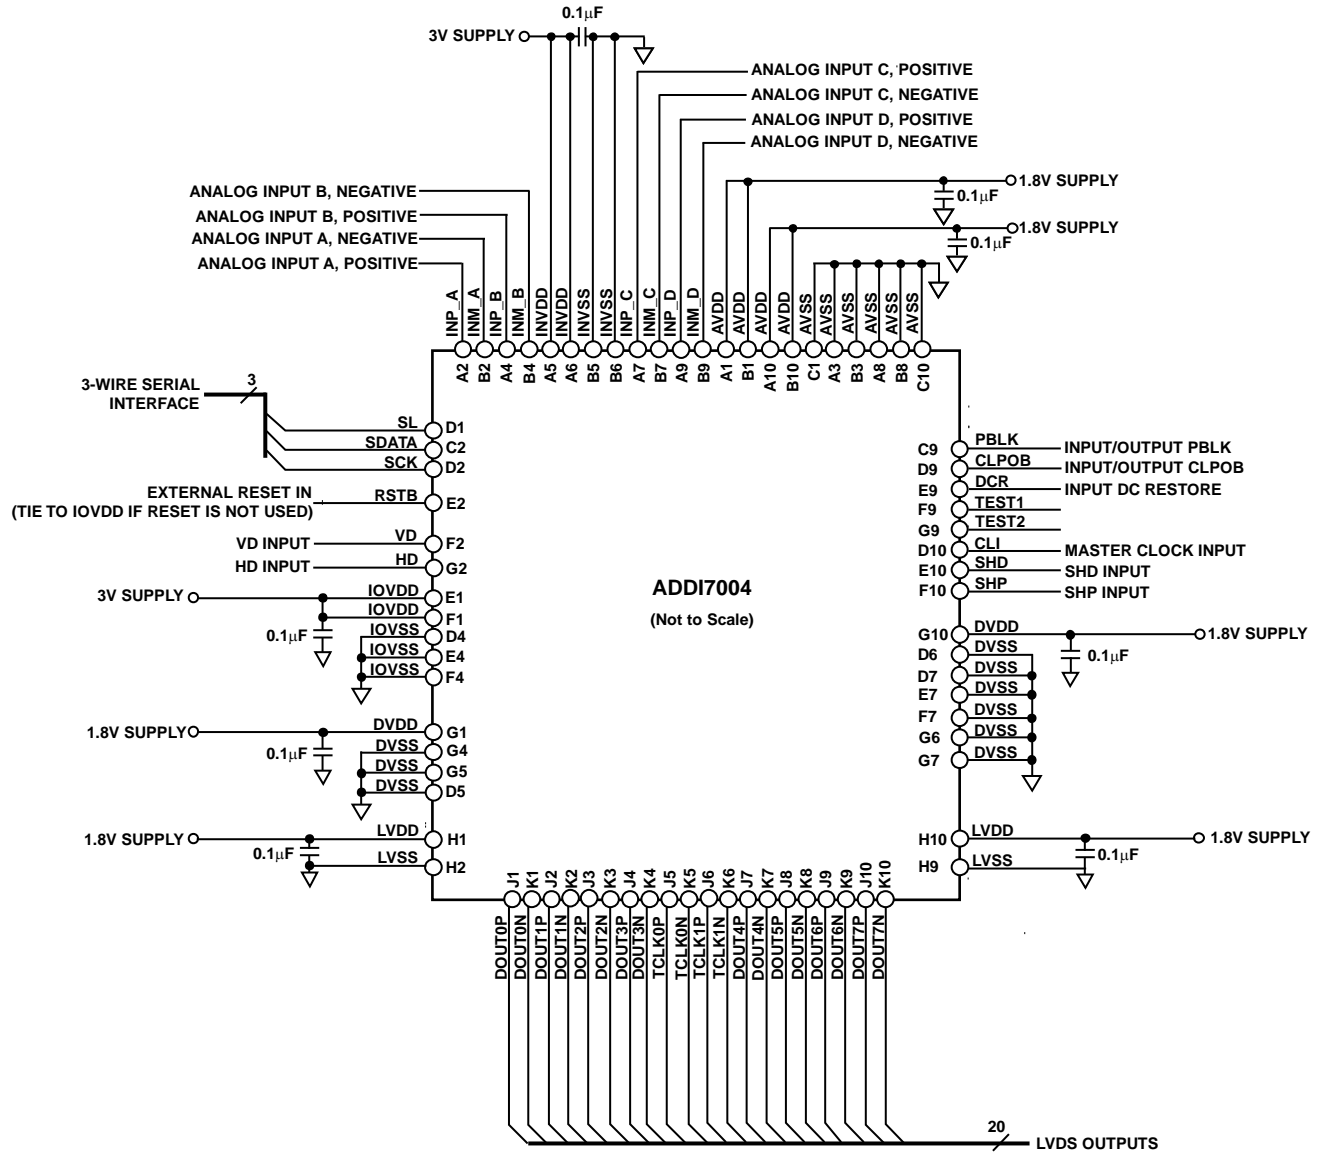 0.1µF
3V SUPPLY
ANALOG INPUT C, POSITIVE
ANALOG INPUT C, NEGATIVE
ANALOG INPUT D, POSITIVE
ANALOG INPUT D, NEGATIVE
1.8V SUPPLY
0.1µF
1.8V SUPPLY
0.1µF
ANALOG INPUT B, NEGATIVE
ANALOG INPUT B, POSITIVE
ANALOG INPUT A, NEGATIVE
ANALOG INPUT A, POSITIVE
INP_A
INM_A
INP_B
INM_B
INVDD
INVDD
INVSS
INVSS
INP_C
INM_C
INP_D
INM_D
AVDD
AVDD
AVDD
AVDD
AVSS
AVSS
AVSS
AVSS
AVSS
AVSS
A2
B2
A4
B4
A5
A6
B5
B6
A7
B7
A9
B9
A1
B1
A10
B10
C1
A3
B3
A8
B8
C10
3-WIRE SERIAL
INTERFACE
3
SL D1
SDATA C2
SCK D2
EXTERNAL RESET IN
(TIE TO IOVDD IF RESET IS NOT USED)
RSTB E2
VD INPUT VD F2
HD INPUT HD G2
3V SUPPLY IOVDD E1
IOVDD F1
0.1µF
IOVSS D4
IOVSS E4
IOVSS F4
1.8V SUPPLY DVDD G1
0.1µF
DVSS G4
DVSS G5
DVSS D5
1.8V SUPPLY LVDD H1
0.1µF
LVSS H2
ADDI7004
(Not to Scale)
C9 PBLK INPUT/OUTPUT PBLK
D9 CLPOB INPUT/OUTPUT CLPOB
E9 DCR INPUT DC RESTORE
F9 TEST1
G9 TEST2
D10 CLI MASTER CLOCK INPUT
E10 SHD SHD INPUT
F10 SHP SHP INPUT
G10 DVDD 1.8V SUPPLY
0.1µF
D6 DVSS
D7 DVSS
E7 DVSS
F7 DVSS
G6 DVSS
G7 DVSS
H10 LVDD 1.8V SUPPLY
0.1µF
H9 LVSS
J1
K1
J2
K2
J3
K3
J4
K4
J5
K5
J6
K6
J7
K7
J8
K8
J9
K9
J10
K10
DOUT0P
DOUT0N
DOUT1P
DOUT1N
DOUT2P
DOUT2N
DOUT3P
DOUT3N
TCLK0P
TCLK0N
TCLK1P
TCLK1N
DOUT4P
DOUT4N
DOUT5P
DOUT5N
DOUT6P
DOUT6N
DOUT7P
DOUT7N
20
LVDS OUTPUTS